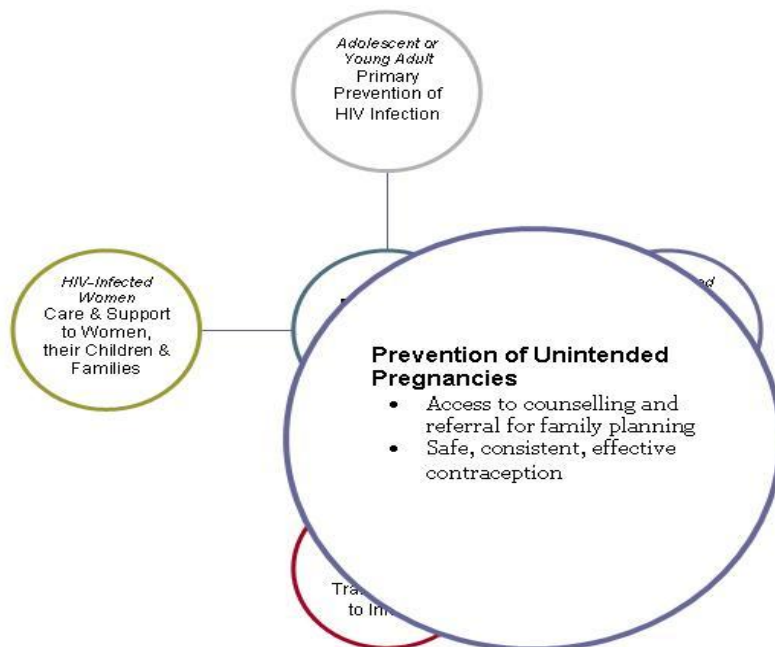 Adolescent or
Young Adult
Primary
Prevention of
HIV Infection
HIV–Infected
Women
Care & Support
to Women,
their Children &
Families
Prevention of Unintended
Pregnancies
• Access to counselling and
referral for family planning
• Safe, consistent, effective
contraception
to